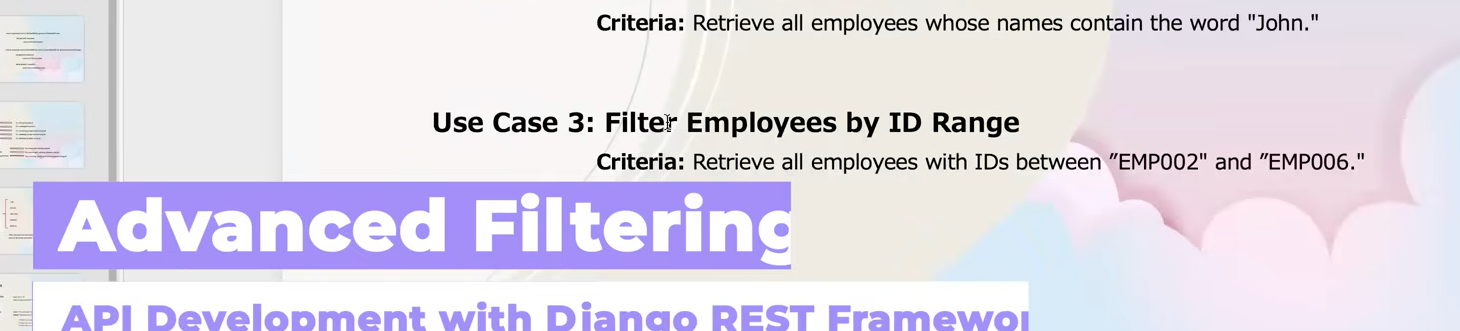 Criteria: Retrieve all employees whose names contain the word "John."
Use Case 3: Filter Employees by ID Range
Criteria: Retrieve all employees with IDs between ”EMP002" and ”EMP006."
Advanced Filtering
API Development with Django REST Framewor